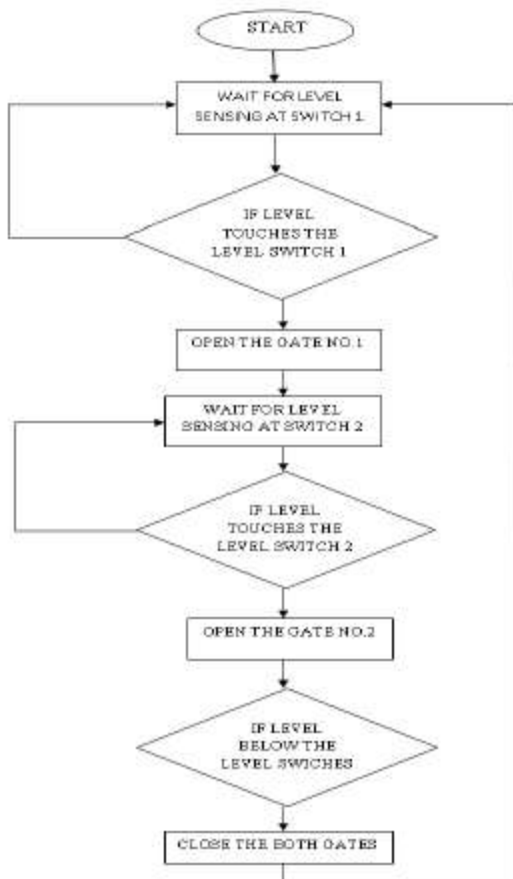 START
WAIT FOR LEVEL
SENSING AT SWITCH 1
IF LEVEL
TOUCHES THE
LEVEL SWITCH 1
OPEN THE GATE NO.1
WAIT FOR LEVEL
SENSING AT SWITCH 2
IF LEVEL
TOUCHES THE
LEVEL SWITCH 2
OPEN THE GATE NO.2
IF LEVEL
BELOW THE
LEVEL SWICHES
CLOSE THE BOTH GATES